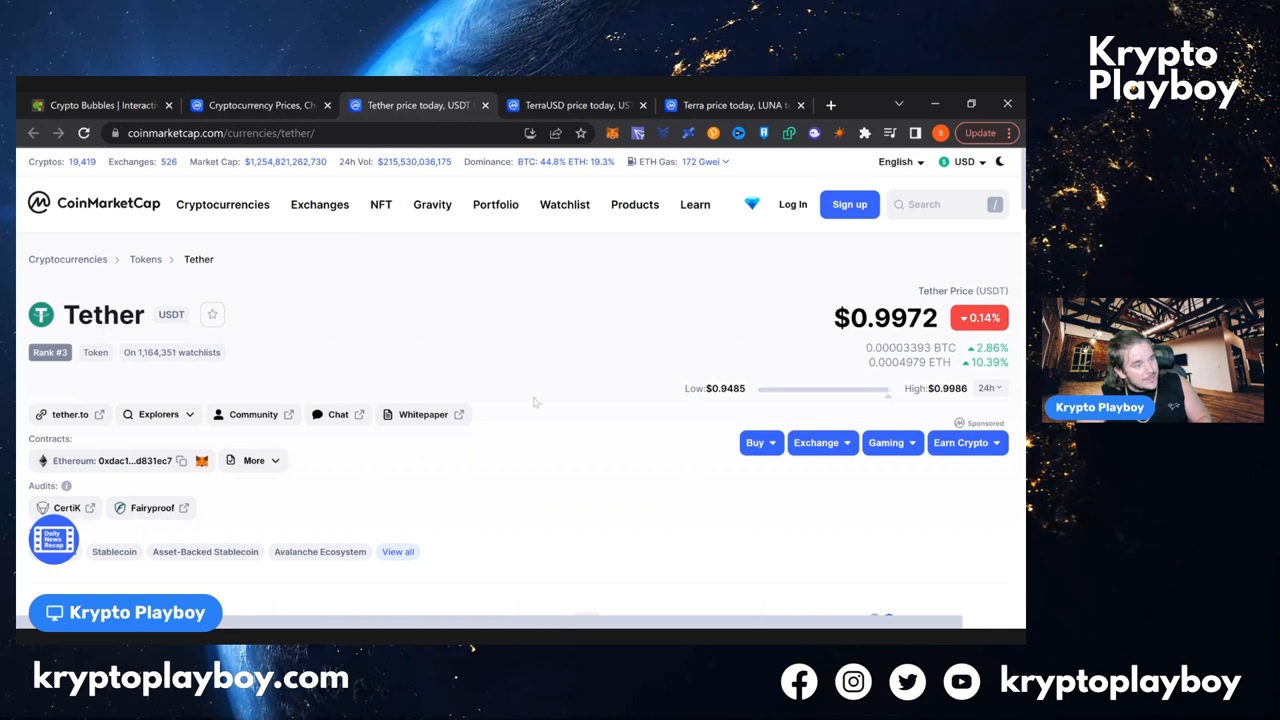 Krypto
Playboy
Crypto Bubbles | Interacti
Cryptocurrency Prices, Ch
Tether price today, USDT
TerraUSD price today, US
Terra price today, LUNA t
coinmarketcap.com/currencies/tether/
Update
Cryptos: 19,419 Exchanges: 526 Market Cap: $1,254,821,262,730 24h Vol: $215,530,036,175 Dominance: BTC: 44.8% ETH: 19.3% ETH Gas: 172 Gwei English USD
CoinMarketCap Cryptocurrencies Exchanges NFT Gravity Portfolio Watchlist Products Learn Log In Sign up Search /
Cryptocurrencies > Tokens > Tether
Tether Price (USDT)
Tether USDT
$0.9972 0.14%
Rank #3 Token On 1,164,351 watchlists
0.00003393 BTC 2.86%
0.0004979 ETH 10.39%
Low: $0.9485 High: $0.9986 24h
tether.to Explorers Community Chat Whitepaper
Sponsored
Contracts:
Buy Exchange Gaming Earn Crypto
Ethereum: 0xdac1...d831ec7 More
Audits:
CertiK Fairyproof
Daily
News
Recap
Stablecoin Asset-Backed Stablecoin Avalanche Ecosystem View all
Krypto Playboy
Krypto Playboy
kryptoplayboy.com
kryptoplayboy